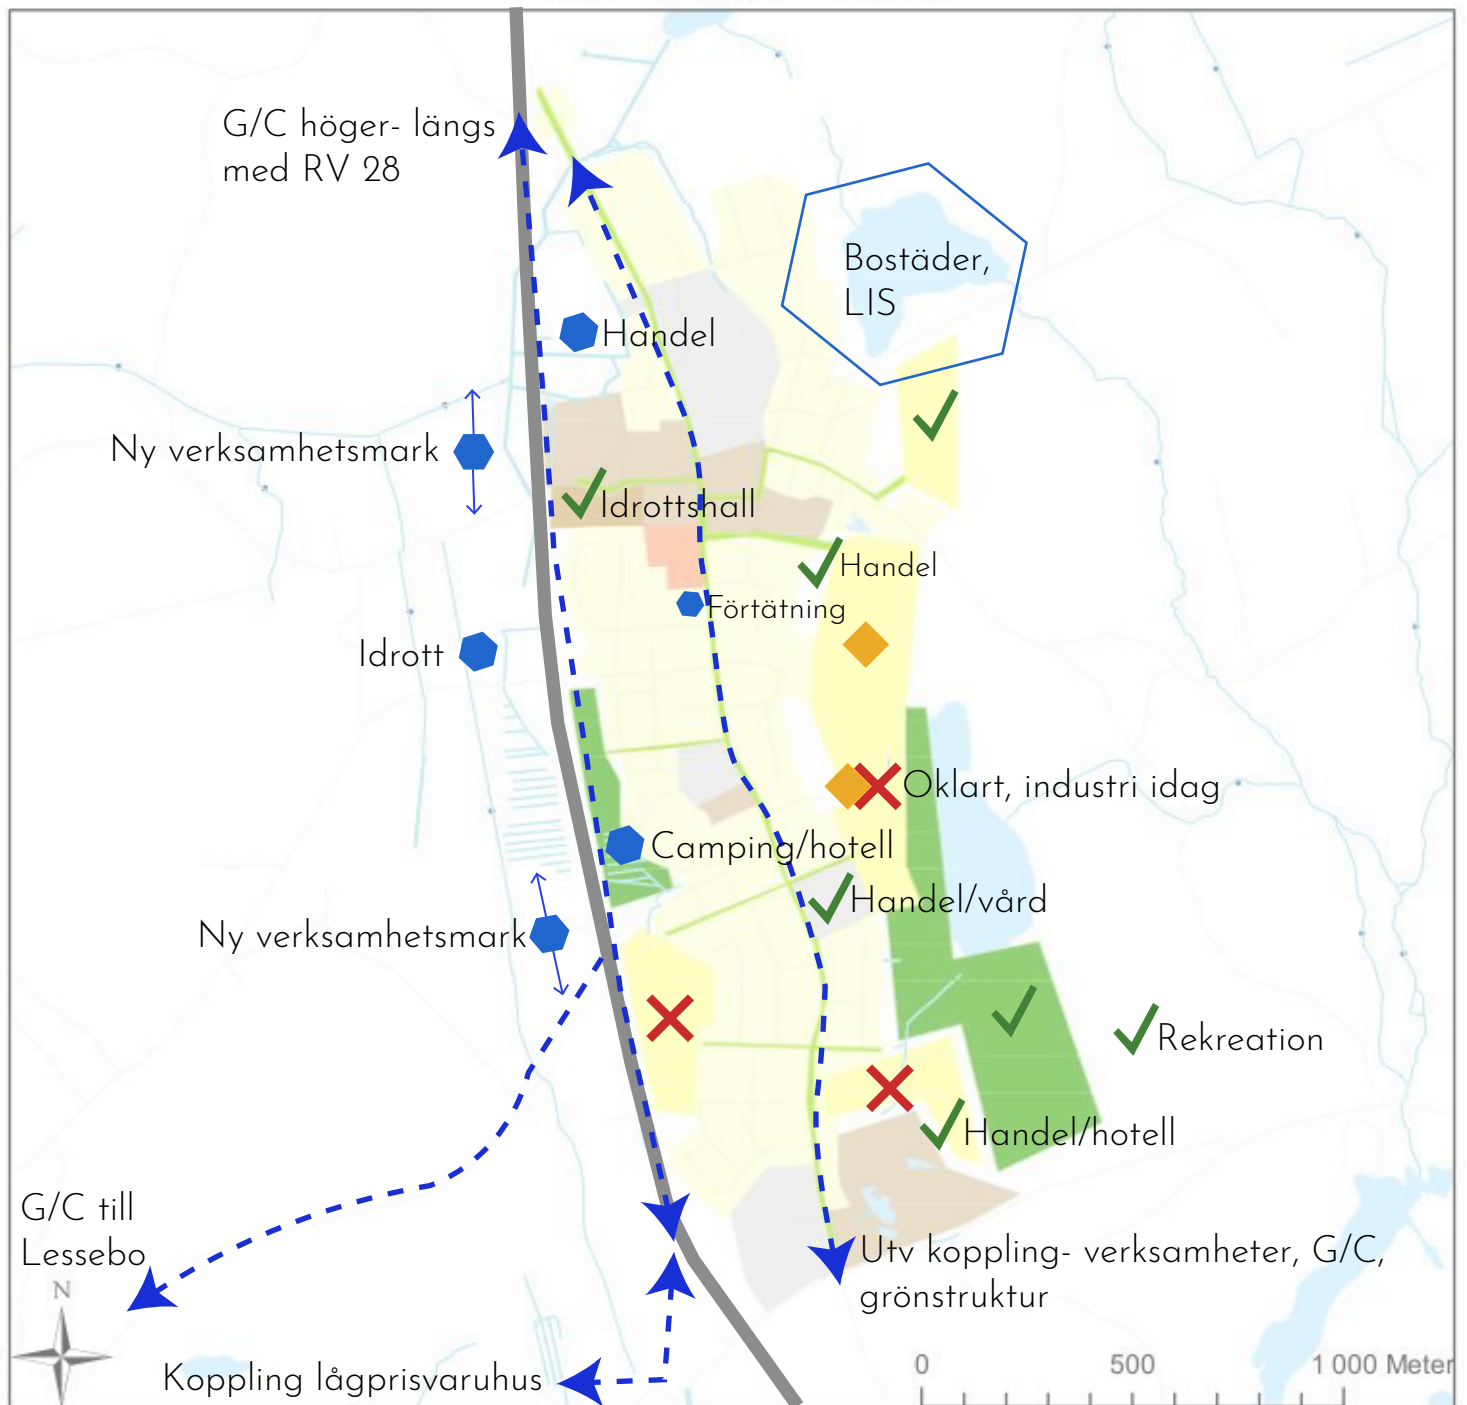 G/C höger- längs
med RV 28
Bostäder,
LIS
Handel
Ny verksamhetsmark
Idrottshall
Handel
Förtätning
Idrott
Oklart, industri idag
Camping/hotell
Handel/vård
Ny verksamhetsmark
Rekreation
Handel/hotell
G/C till
Lessebo
Utv koppling- verksamheter, G/C,
grönstruktur
N
0 500 1 000 Meter
Koppling lågprisvaruhus